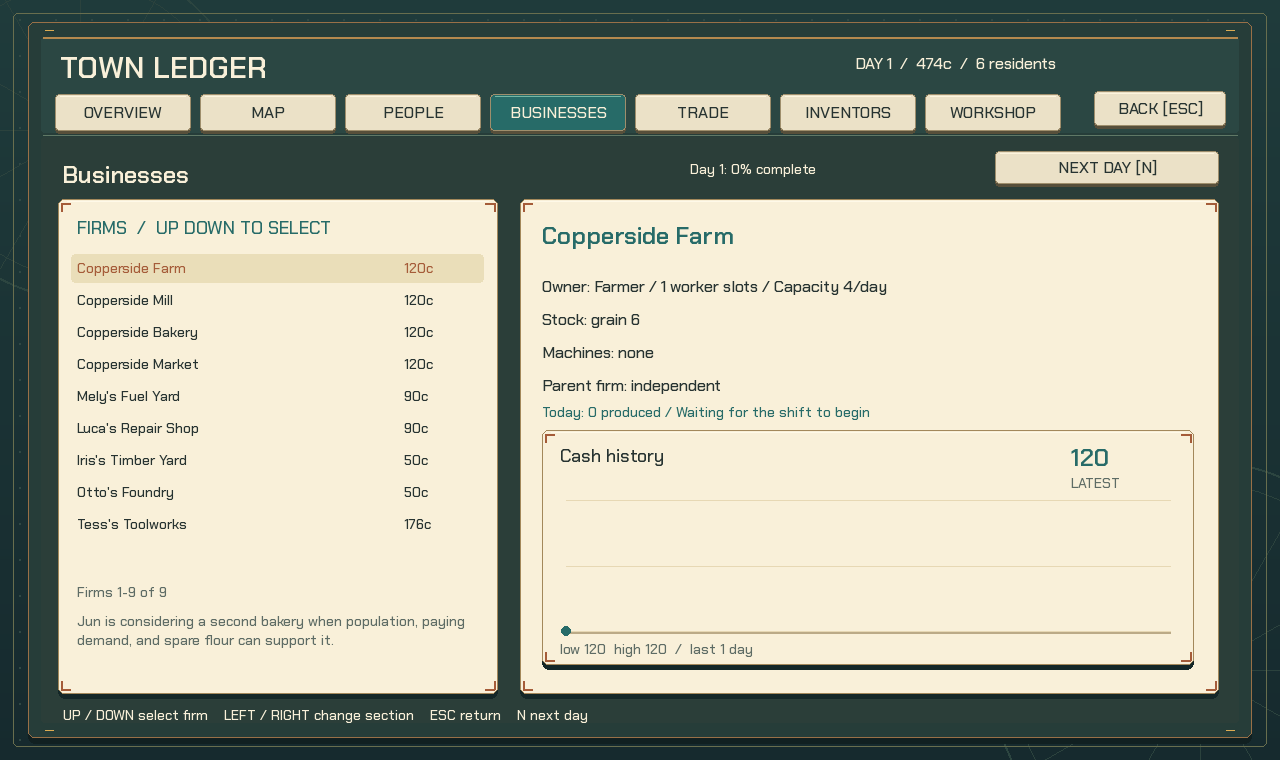 TOWN LEDGER
DAY 1 / 474c / 6 residents
OVERVIEW
MAP
PEOPLE
BUSINESSES
TRADE
INVENTORS
WORKSHOP
BACK [ESC]
Businesses
Day 1: 0% complete
NEXT DAY [N]
FIRMS / UP DOWN TO SELECT
Copperside Farm 120c
Copperside Mill 120c
Copperside Bakery 120c
Copperside Market 120c
Mely's Fuel Yard 90c
Luca's Repair Shop 90c
Iris's Timber Yard 50c
Otto's Foundry 50c
Tess's Toolworks 176c
Firms 1-9 of 9
Jun is considering a second bakery when population, paying
demand, and spare flour can support it.
Copperside Farm
Owner: Farmer / 1 worker slots / Capacity 4/day
Stock: grain 6
Machines: none
Parent firm: independent
Today: 0 produced / Waiting for the shift to begin
Cash history
120
LATEST
low 120 high 120 / last 1 day
UP / DOWN select firm LEFT / RIGHT change section ESC return N next day